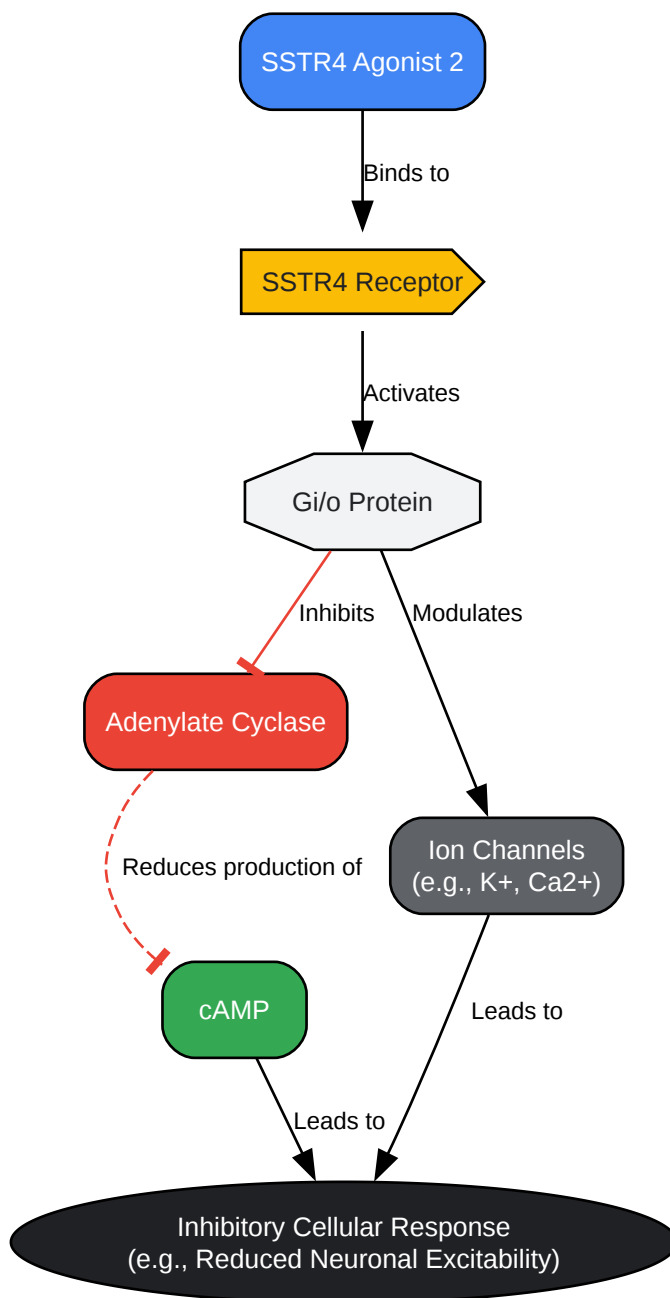 SSTR4 Agonist 2
Binds to
SSTR4 Receptor
Activates
Gi/o Protein
Inhibits
Modulates
Adenylate Cyclase
Reduces production of
Ion Channels
(e.g., K+, Ca2+)
cAMP
Leads to
Leads to
Inhibitory Cellular Response
(e.g., Reduced Neuronal Excitability)